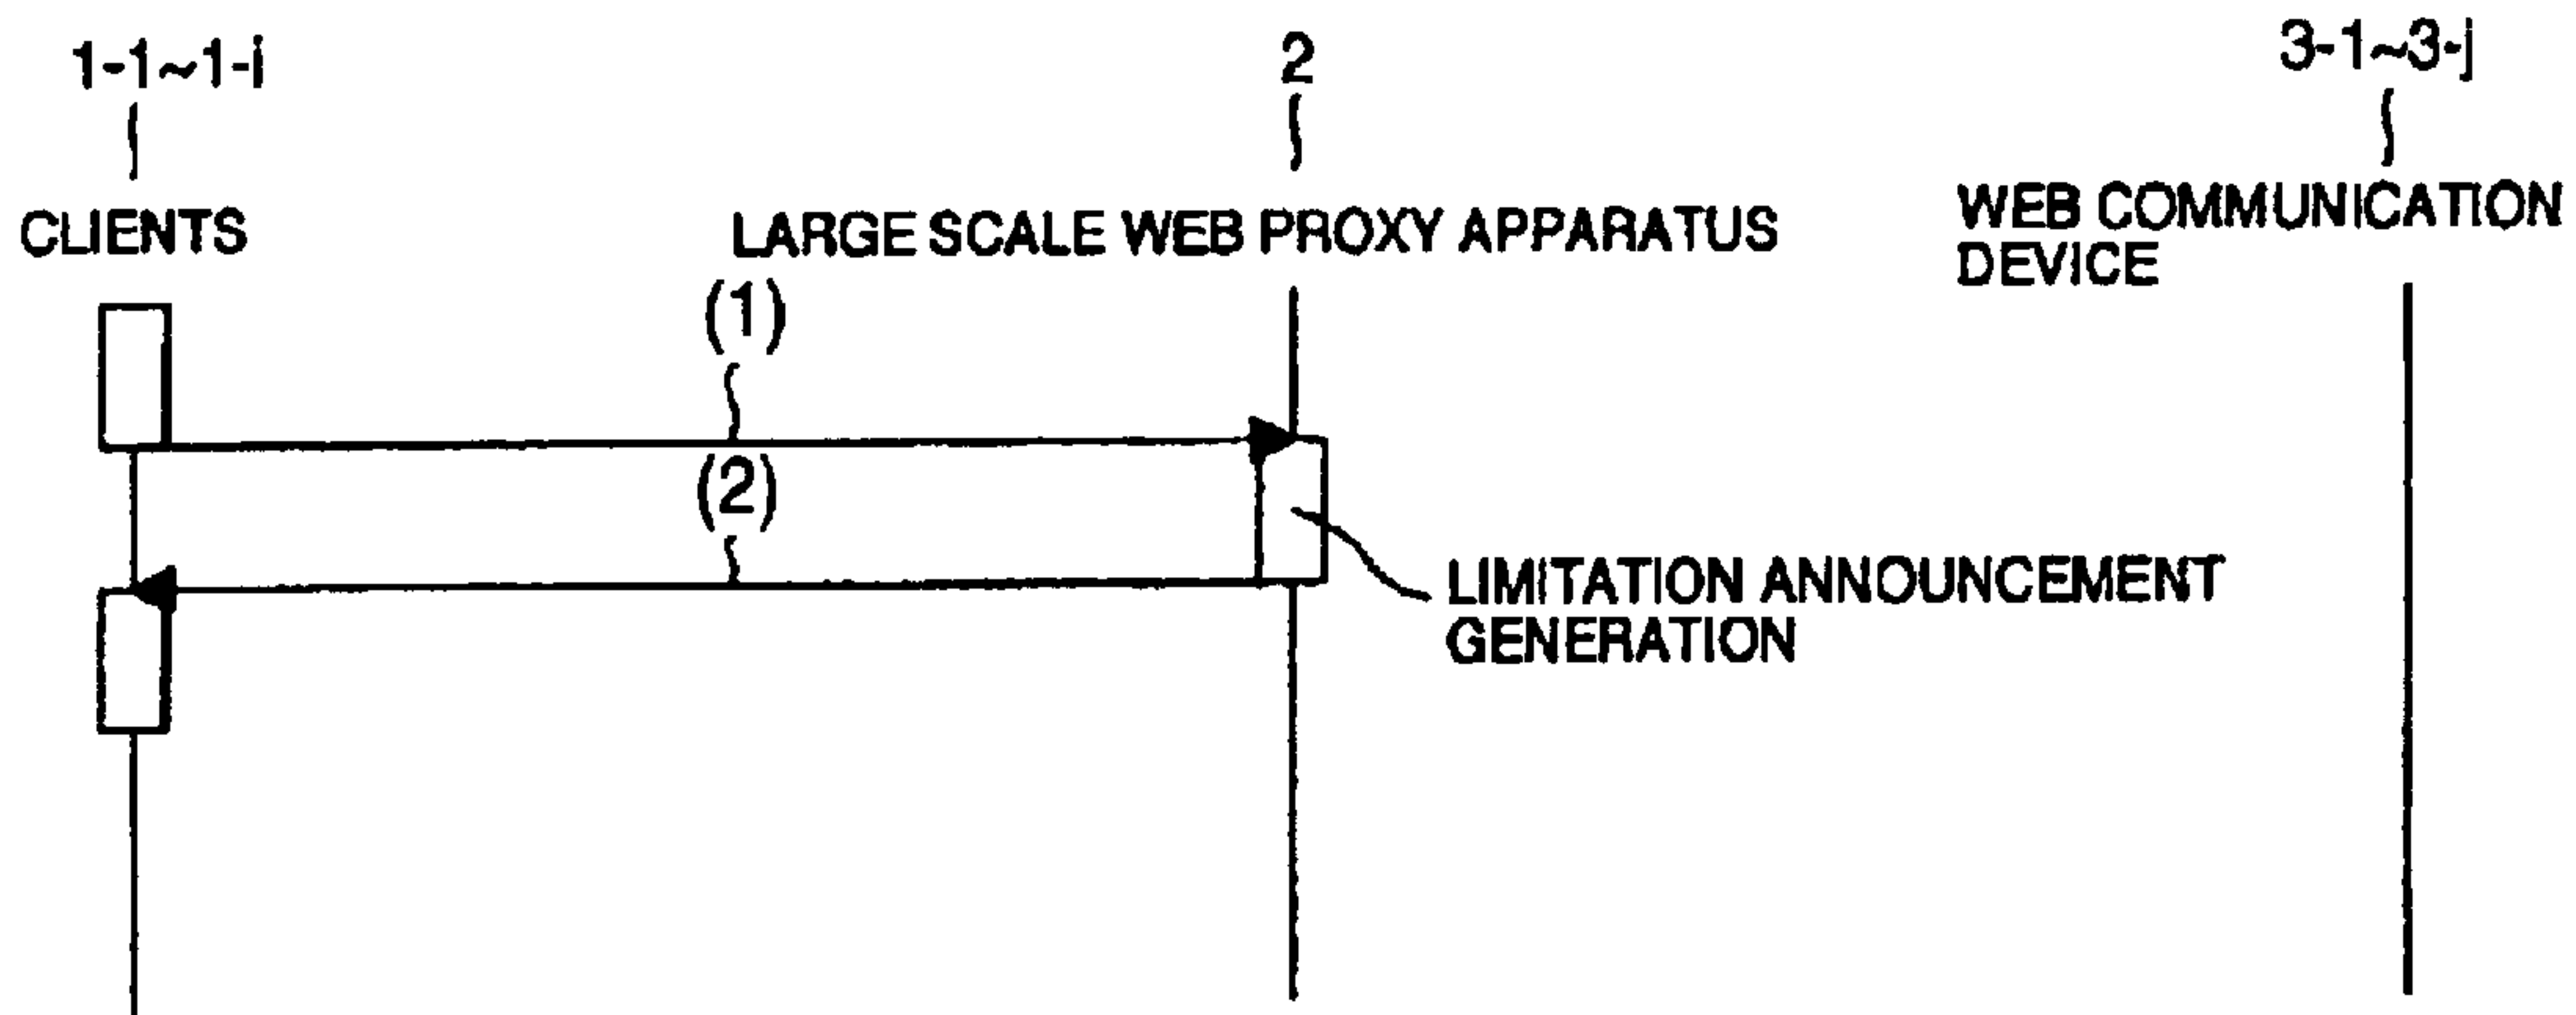 1-1~1-i
2
3-1~3-j
CLIENTS
LARGE SCALE WEB PROXY APPARATUS
WEB COMMUNICATION
DEVICE
(1)
(2)
LIMITATION ANNOUNCEMENT
GENERATION